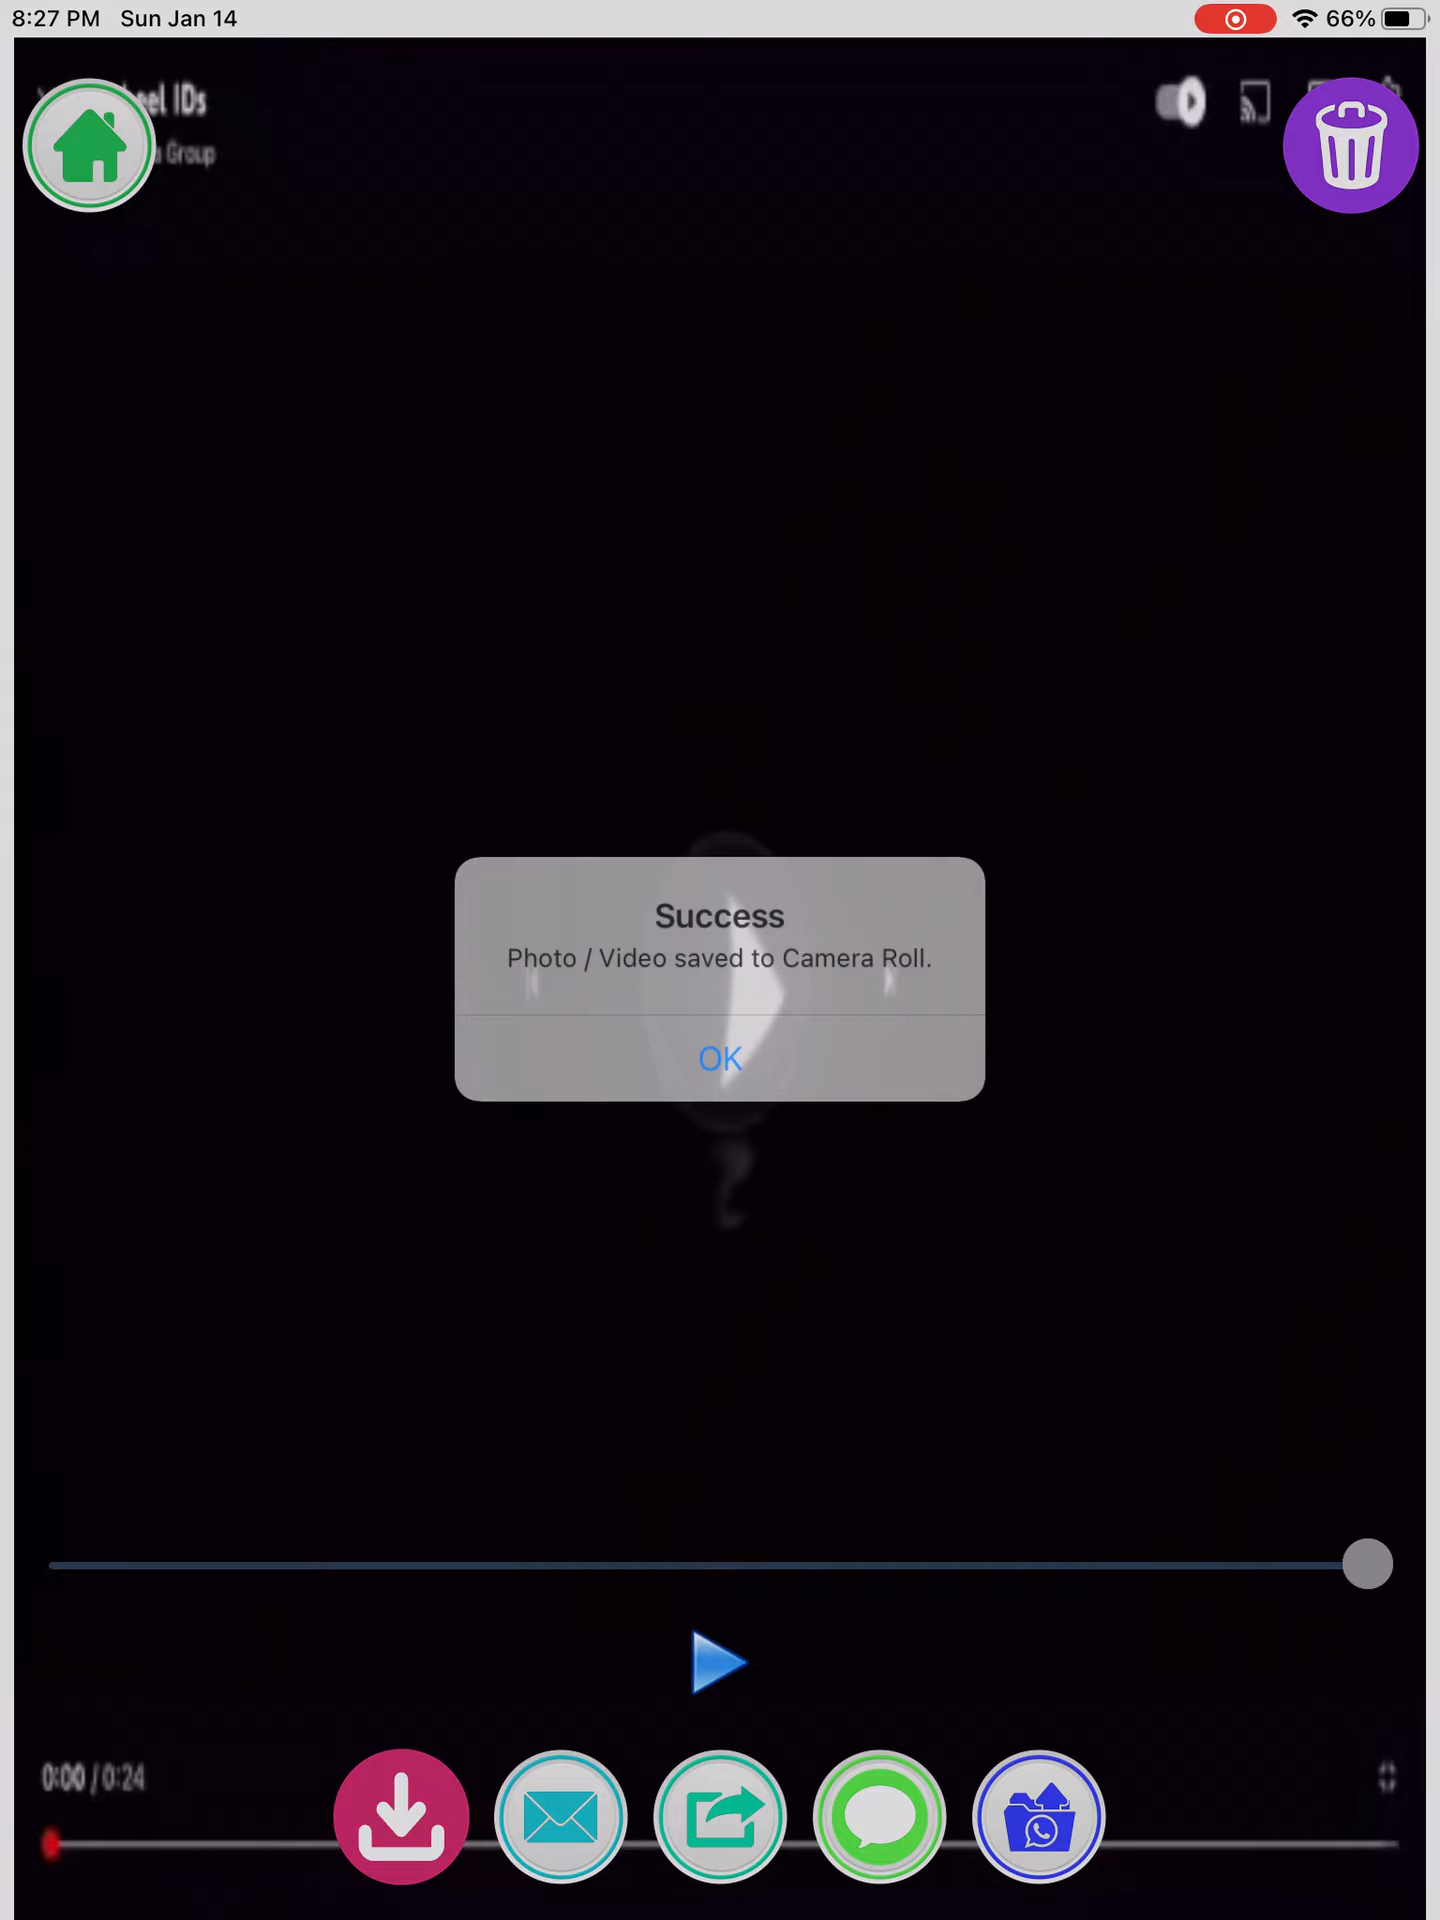 8:27 PM Sun Jan 14
66%
eel IDs
a Group
Success
Photo / Video saved to Camera Roll.
OK
0:00 / 0:24